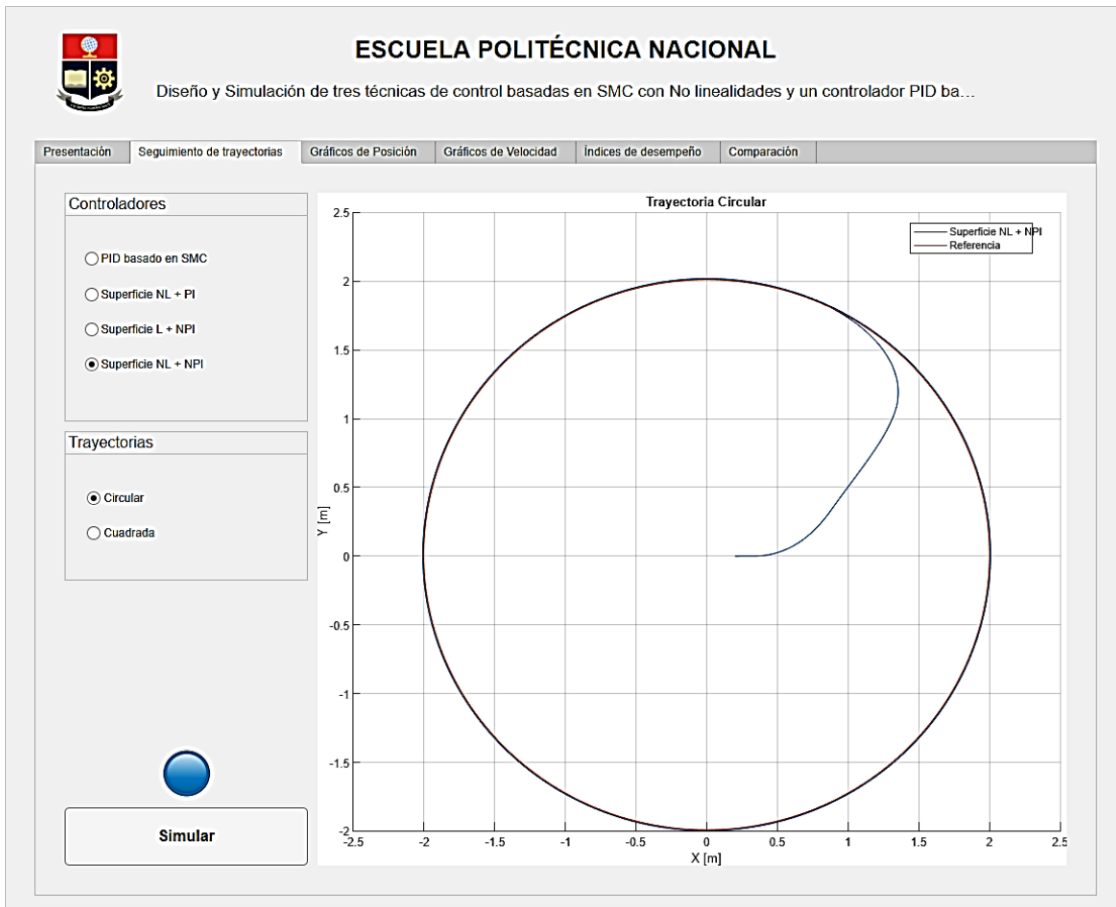 ESCUELA POLITÉCNICA NACIONAL
Diseño y Simulación de tres técnicas de control basadas en SMC con No linealidades y un controlador PID ba...
Presentación
Seguimiento de trayectorias
Gráficos de Posición
Gráficos de Velocidad
Índices de desempeño
Comparación
Controladores
PID basado en SMC
Superficie NL + PI
Superficie L + NPI
Superficie NL + NPI
Trayectorias
Circular
Cuadrada
Simular
Trayectoria Circular
Superficie NL + NPI
Referencia
2.5
2
1.5
1
0.5
0
-0.5
-1
-1.5
-2
Y [m]
-2.5 -2 -1.5 -1 -0.5 0 0.5 1 1.5 2 2.5
X [m]